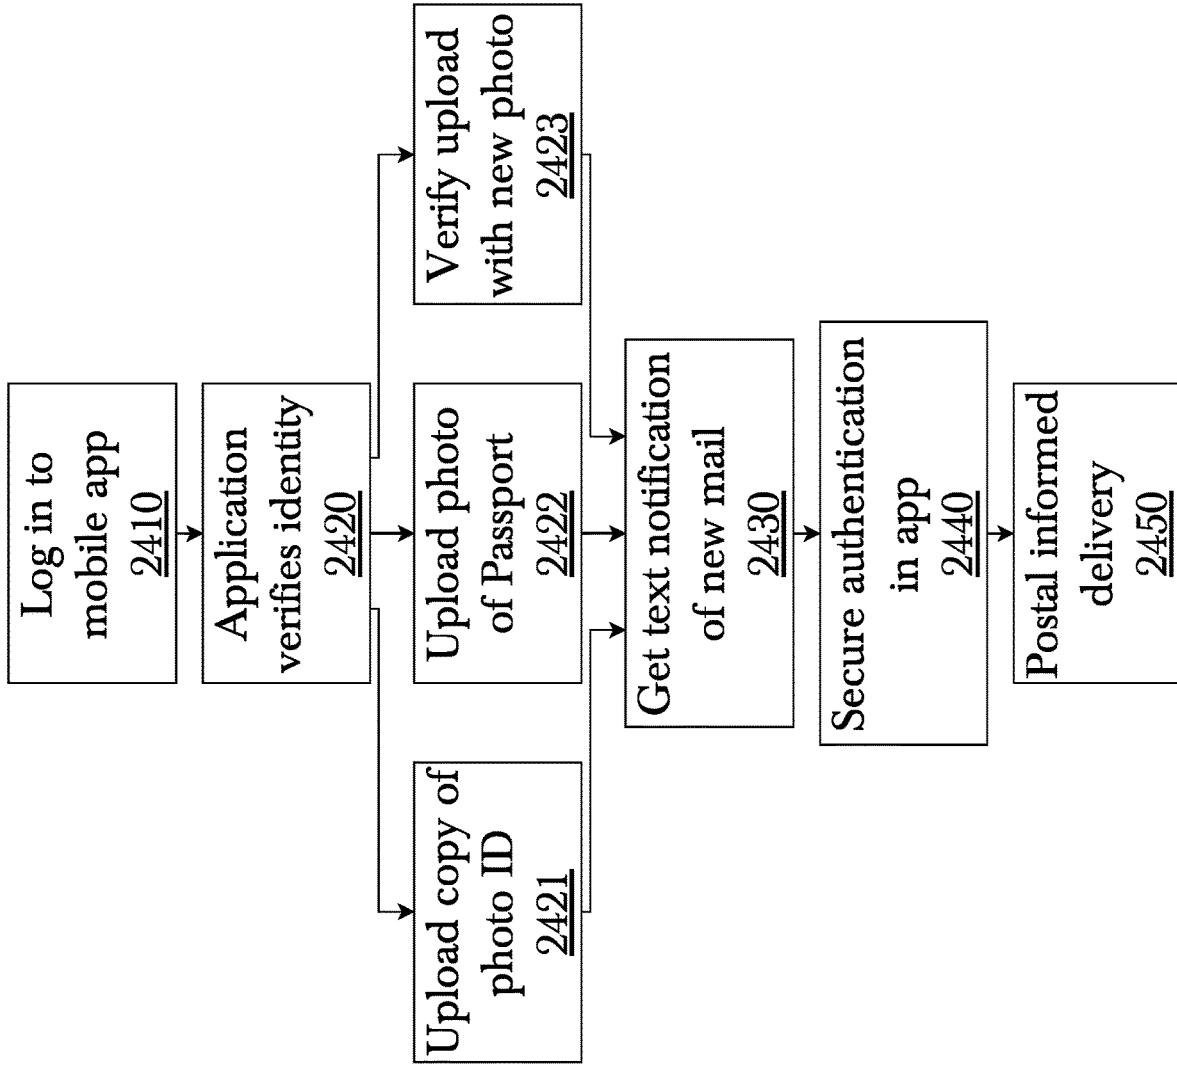 Log in to
mobile app
2410
Application
verifies identity
2420
Upload copy of
photo ID
2421
Upload photo
of Passport
2422
Verify upload
with new photo
2423
Get text notification
of new mail
2430
Secure authentication
in app
2440
Postal informed
delivery
2450